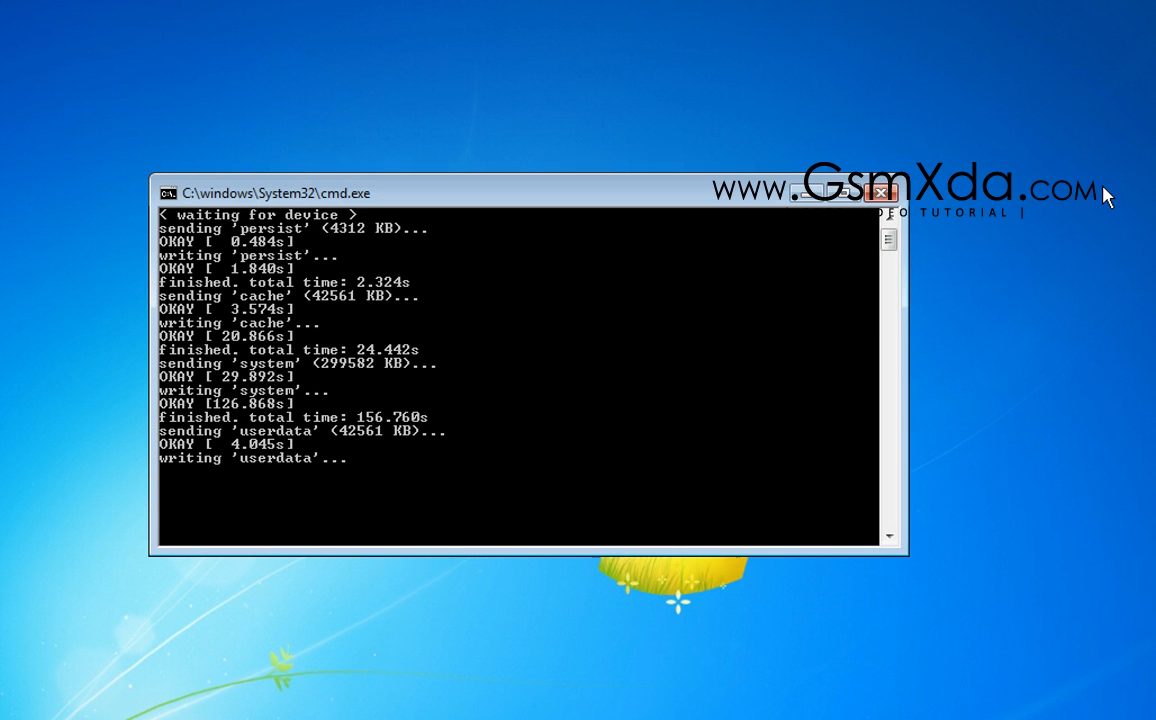 www.GsmXda.com
C:\windows\System32\cmd.exe
DEO TUTORIAL |
< waiting for device >
sending 'persist' (4312 KB)...
OKAY [  0.484s]
writing 'persist'...
OKAY [  1.840s]
finished. total time: 2.324s
sending 'cache' (42561 KB)...
OKAY [  3.574s]
writing 'cache'...
OKAY [ 20.866s]
finished. total time: 24.442s
sending 'system' (299582 KB)...
OKAY [ 29.892s]
writing 'system'...
OKAY [126.868s]
finished. total time: 156.760s
sending 'userdata' (42561 KB)...
OKAY [  4.045s]
writing 'userdata'...